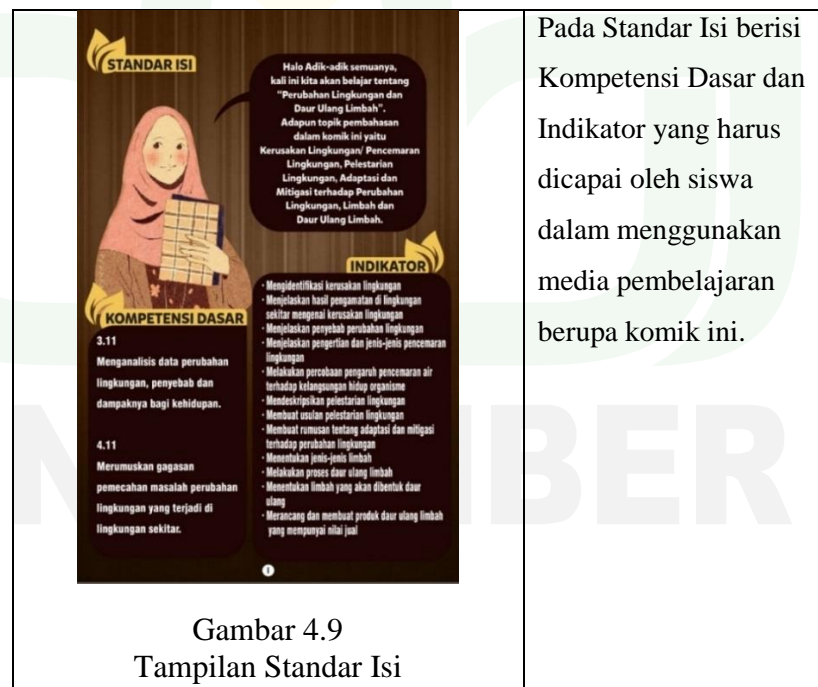 STANDAR ISI
Halo Adik-adik semuanya,
kali ini kita akan belajar tentang
"Perubahan Lingkungan dan
Daur Ulang Limbah".
Adapun topik pembahasan
dalam komik ini yaitu
Kerusakan Lingkungan/ Pencemaran
Lingkungan, Pelestarian
Lingkungan, Adaptasi dan
Mitigasi terhadap Perubahan
Lingkungan, Limbah dan
Daur Ulang Limbah.
KOMPETENSI DASAR
3.11
Menganalisis data perubahan
lingkungan, penyebab dan
dampaknya bagi kehidupan.
4.11
Merumuskan gagasan
pemecahan masalah perubahan
lingkungan yang terjadi di
lingkungan sekitar.
INDIKATOR
· Mengidentifikasi kerusakan lingkungan
· Menjelaskan hasil pengamatan di lingkungan
sekitar mengenai kerusakan lingkungan
· Menjelaskan penyebab perubahan lingkungan
· Menjelaskan pengertian dan jenis-jenis pencemaran
lingkungan
· Melakukan percobaan pengaruh pencemaran air
terhadap kelangsungan hidup organisme
· Mendeskripsikan pelestarian lingkungan
· Membuat usulan pelestarian lingkungan
· Membuat rumusan tentang adaptasi dan mitigasi
terhadap perubahan lingkungan
· Menentukan jenis-jenis limbah
· Melakukan proses daur ulang limbah
· Menentukan limbah yang akan dibentuk daur
ulang
· Merancang dan membuat produk daur ulang limbah
yang mempunyai nilai jual
1
Gambar 4.9
Tampilan Standar Isi
Pada Standar Isi berisi
Kompetensi Dasar dan
Indikator yang harus
dicapai oleh siswa
dalam menggunakan
media pembelajaran
berupa komik ini.